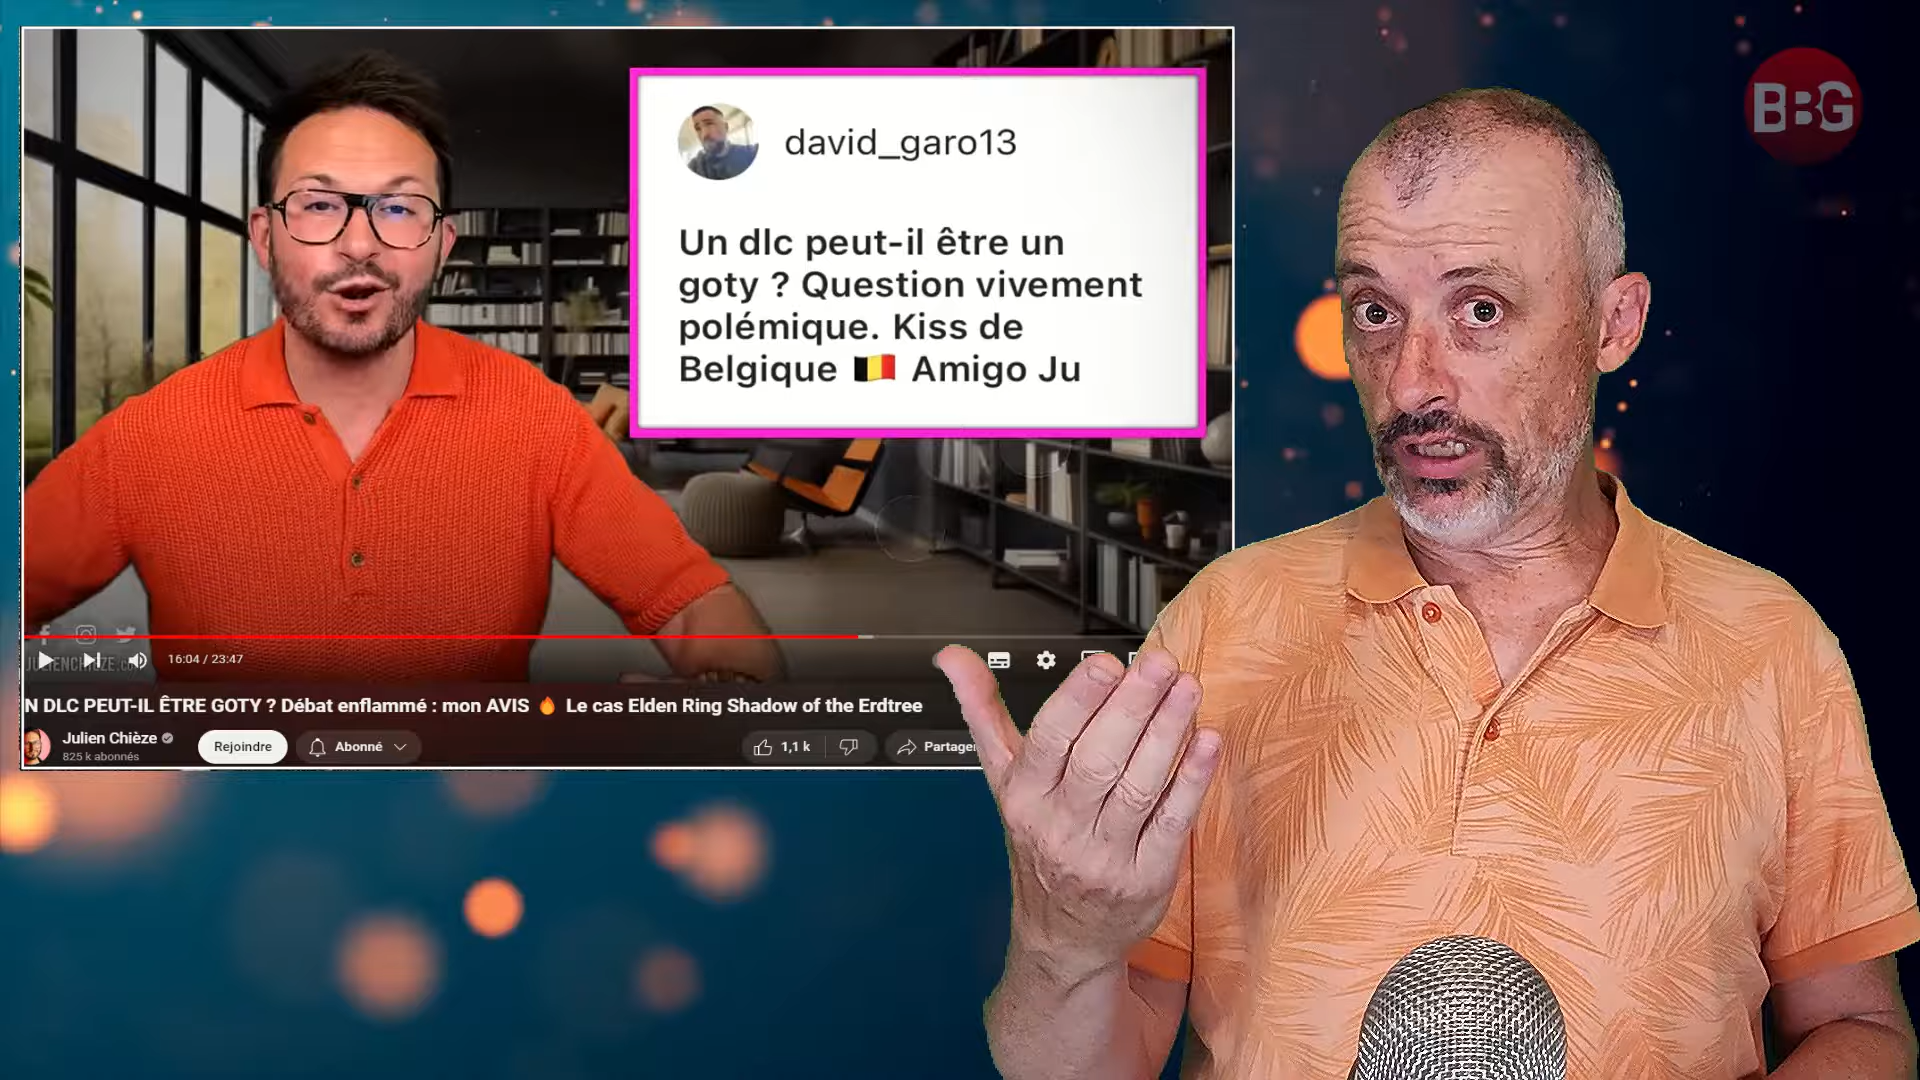 BBG
david_garo13
Un dlc peut-il être un
goty ? Question vivement
polémique. Kiss de
Belgique 🇧🇪 Amigo Ju
16:04 / 23:47
N DLC PEUT-IL ÊTRE GOTY ? Débat enflammé : mon AVIS 🔥 Le cas Elden Ring Shadow of the Erdtree
Julien Chièze
825 k abonnés
Rejoindre
Abonné
1,1 k
Partager